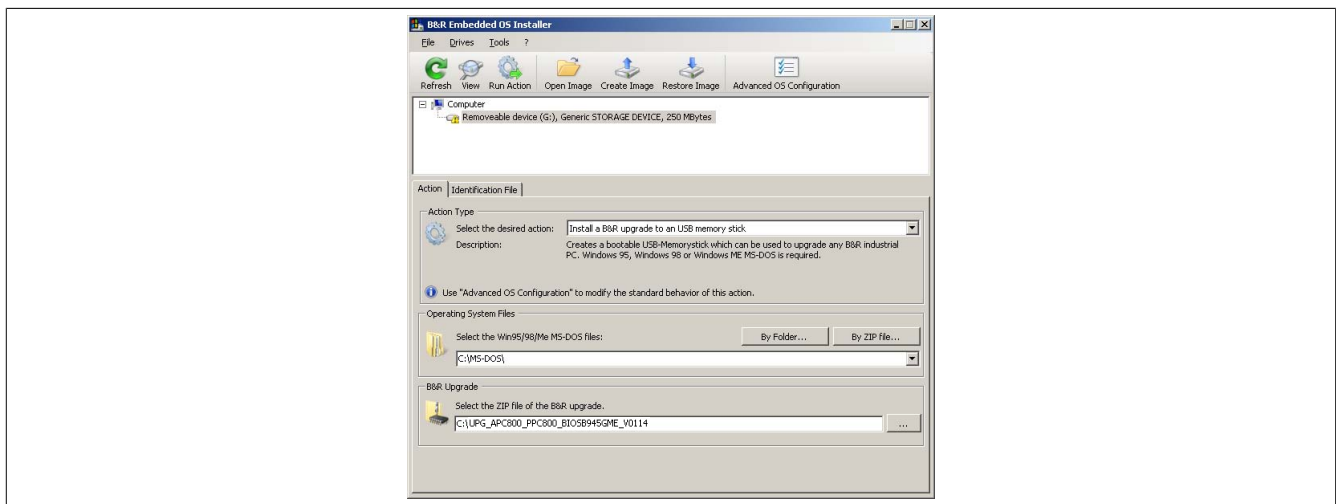 B&R Embedded OS Installer
File Drives Tools ?
Refresh View Run Action Open Image Create Image Restore Image Advanced OS Configuration
Computer
Removeable device (G:), Generic STORAGE DEVICE, 250 MBytes
Action Identification File
Action Type
Select the desired action: Install a B&R upgrade to an USB memory stick
Description: Creates a bootable USB-Memorystick which can be used to upgrade any B&R industrial
PC. Windows 95, Windows 98 or Windows ME MS-DOS is required.
Use "Advanced OS Configuration" to modify the standard behavior of this action.
Operating System Files
Select the Win95/98/Me MS-DOS files: By Folder... By ZIP file...
C:\MS-DOS\
B&R Upgrade
Select the ZIP file of the B&R upgrade.
C:\UPG_APC800_PPC800_BIOSB945GME_V0114 ...